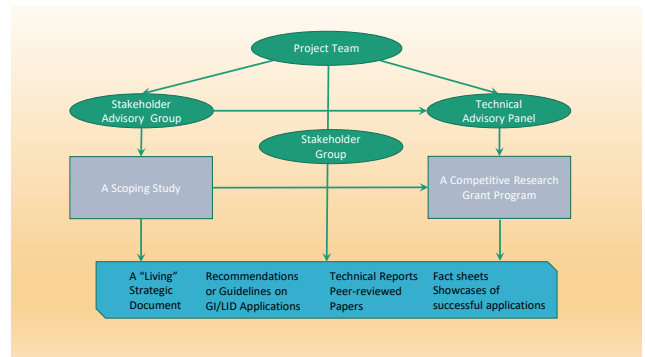 Project Team
Stakeholder
Advisory Group
Technical
Advisory Panel
Stakeholder
Group
A Scoping Study
A Competitive Research
Grant Program
A “Living”
Strategic
Document
Recommendations
or Guidelines on
GI/LID Applications
Technical Reports
Peer-reviewed
Papers
Fact sheets
Showcases of
successful applications